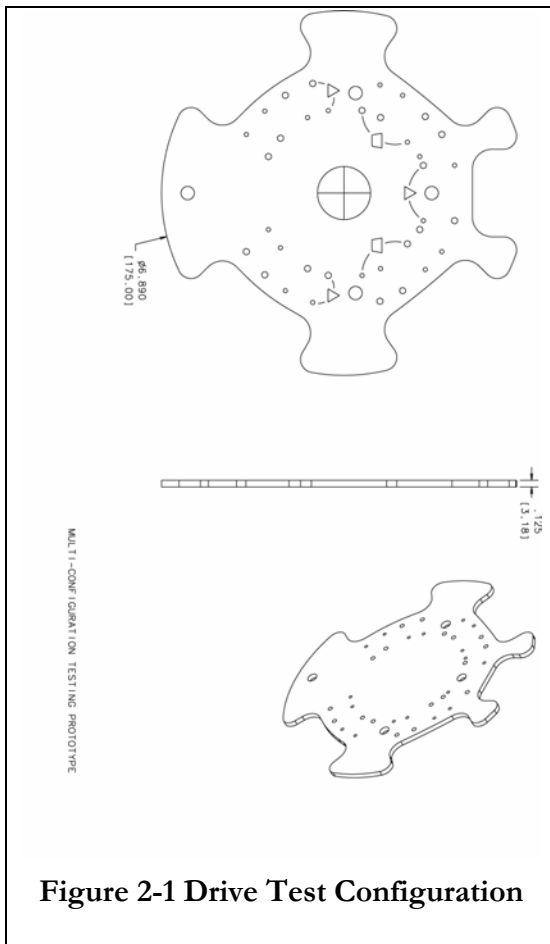 ø6.890
[175.00]
.125
[3.18]
MULTI-CONFIGURATION TESTING PROTOTYPE
Figure 2-1 Drive Test Configuration